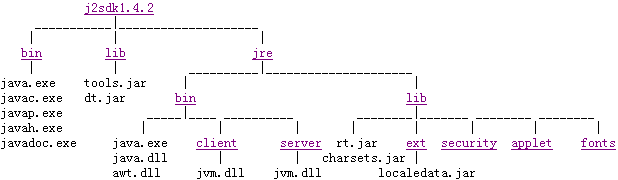 j2sdk1.4.2
bin lib jre
java.exe tools.jar
javac.exe dt.jar
javap.exe bin lib
javah.exe
javadoc.exe java.exe client server rt.jar ext security applet fonts
java.dll charsets.jar
awt.dll jvm.dll jvm.dll localedata.jar